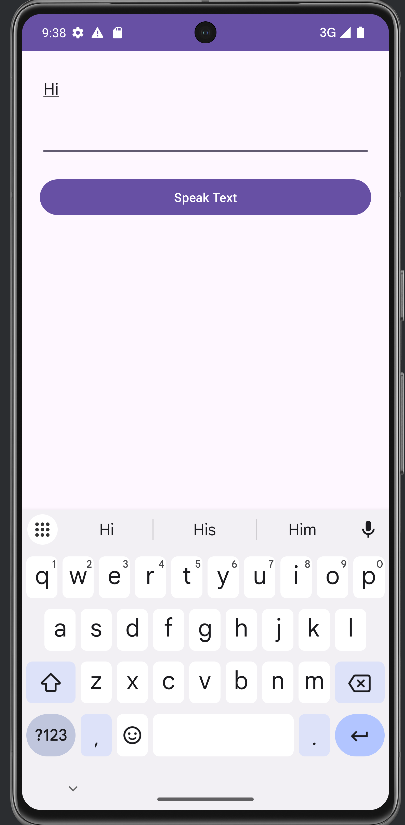 9:38 3G
Hi
Speak Text
Hi His Him
q1 w2 e3 r4 t5 y6 u7 i8 o9 p0
a s d f g h j k l
z x c v b n m
?123 , .